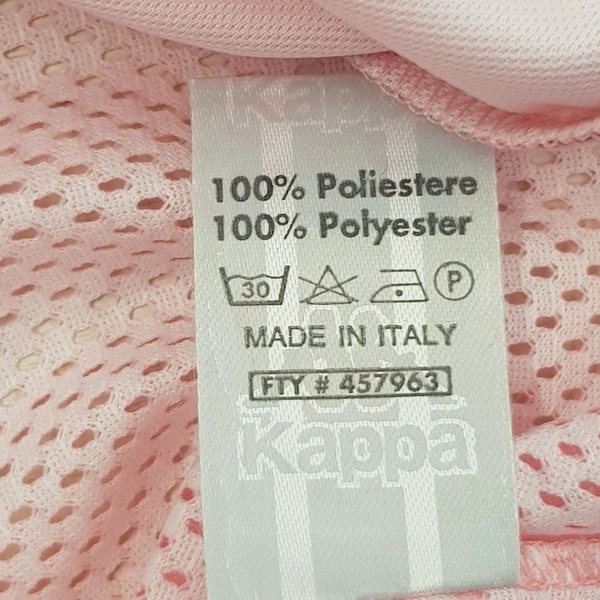 Kappa
100% Poliestere
100% Polyester
30 P
MADE IN ITALY
FTY # 457963
Kappa